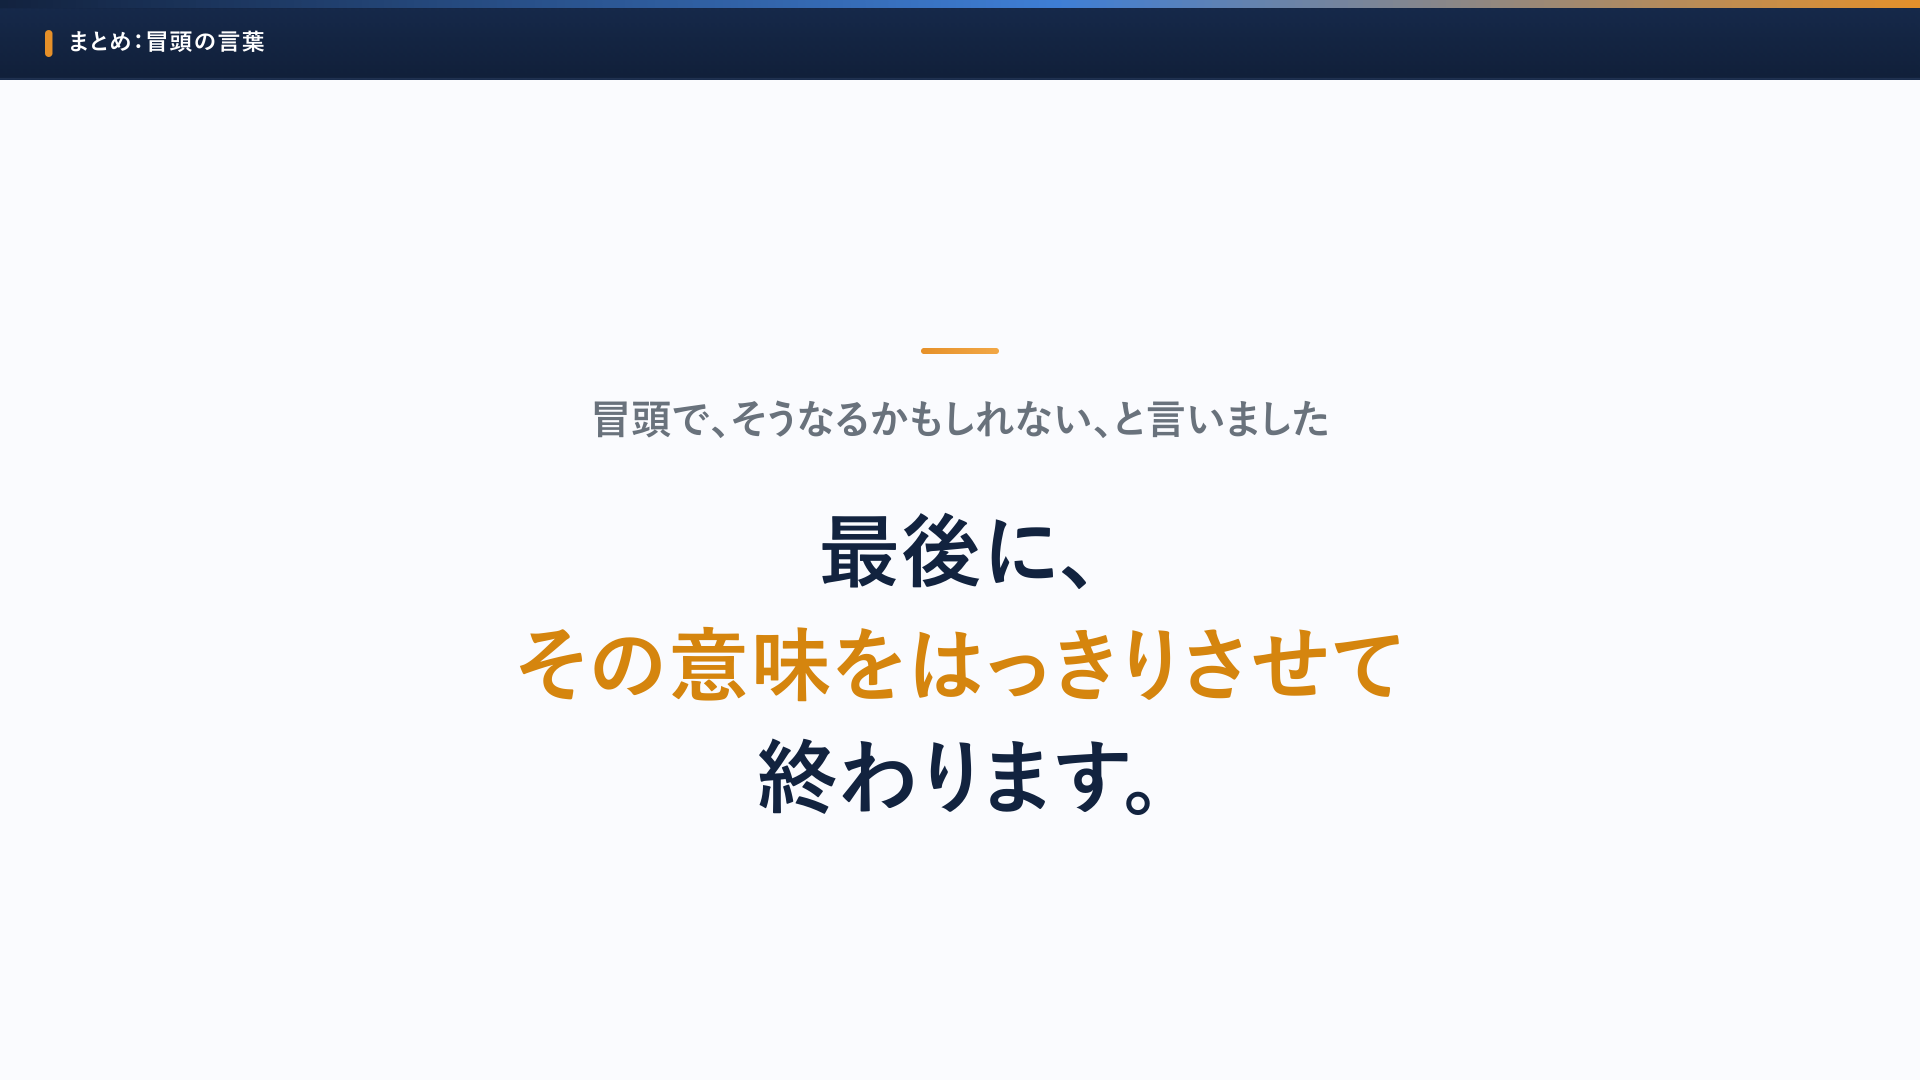 まとめ：冒頭の言葉
冒頭で、そうなるかもしれない、と言いました
最後に、
その意味をはっきりさせて
終わります。